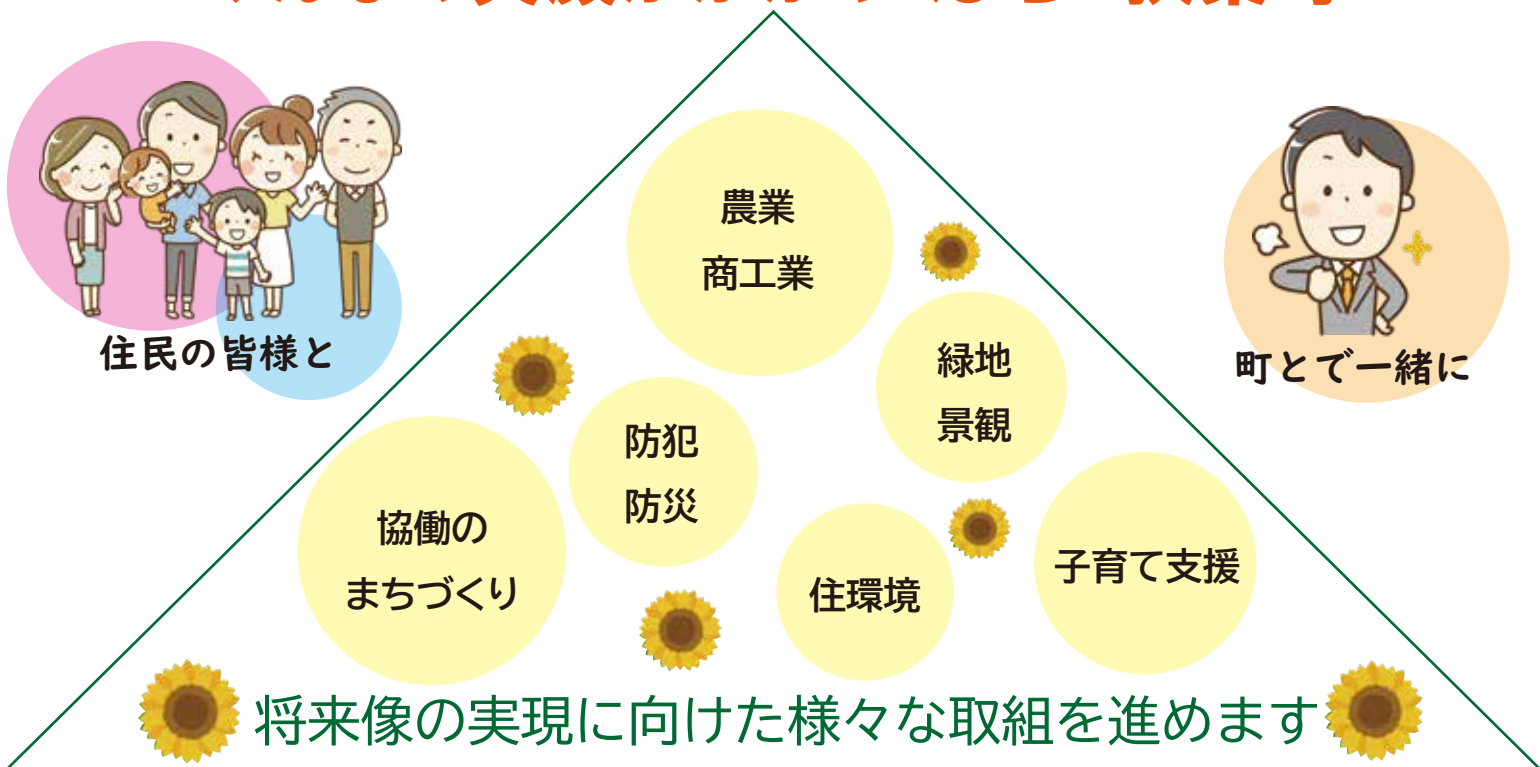 農業
商工業
緑地
景観
住民の皆様と
町とで一緒に
防犯
防災
協働の
まちづくり
住環境
子育て支援
将来像の実現に向けた様々な取組を進めます